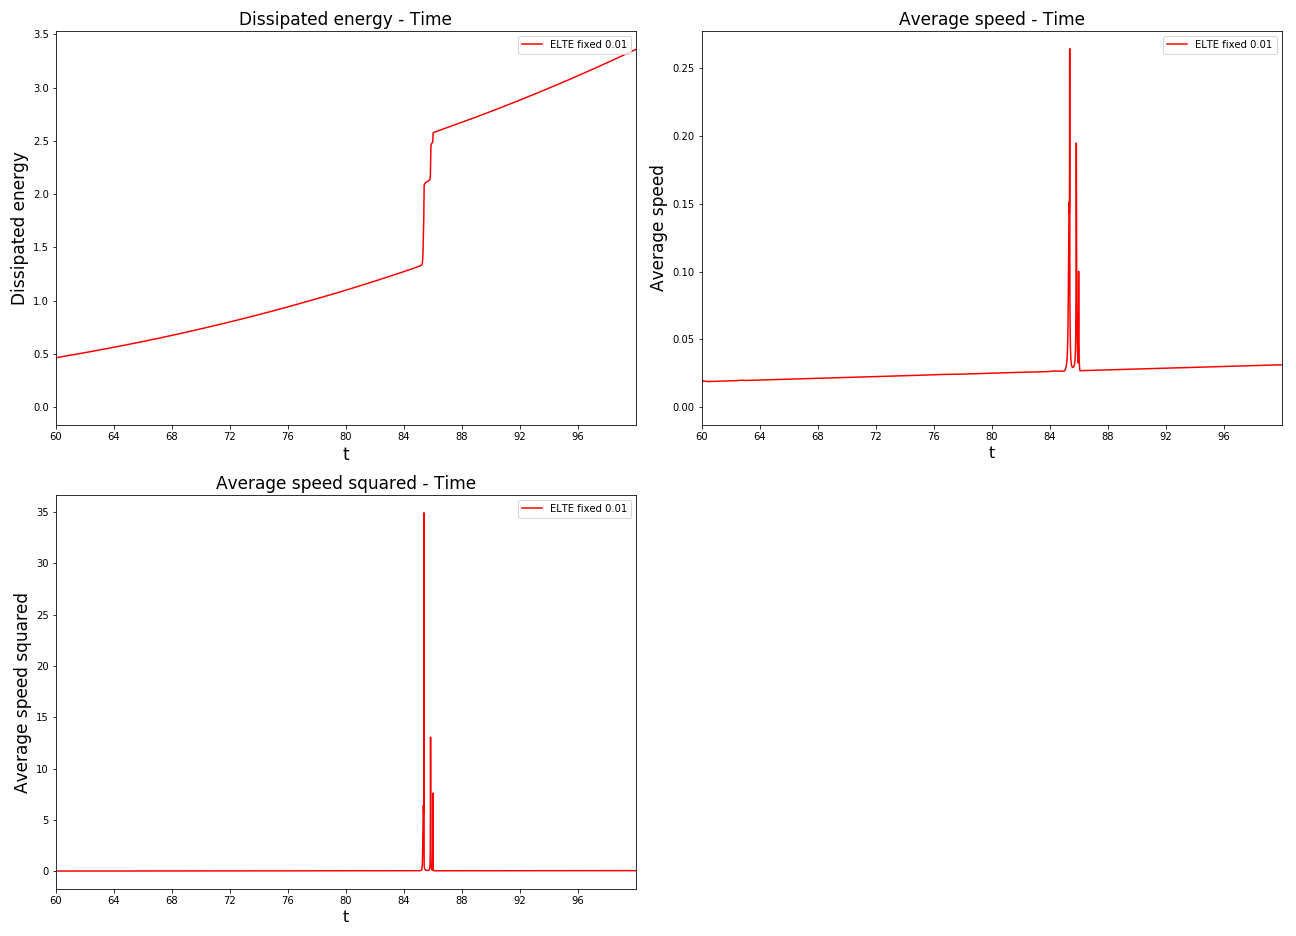 Dissipated energy - Time
ELTE fixed 0.01
Dissipated energy
3.5
3.0
2.5
2.0
1.5
1.0
0.5
0.0
60 64 68 72 76 80 84 88 92 96
t
Average speed - Time
ELTE fixed 0.01
Average speed
0.25
0.20
0.15
0.10
0.05
0.00
60 64 68 72 76 80 84 88 92 96
t
Average speed squared - Time
ELTE fixed 0.01
Average speed squared
35
30
25
20
15
10
5
0
60 64 68 72 76 80 84 88 92 96
t